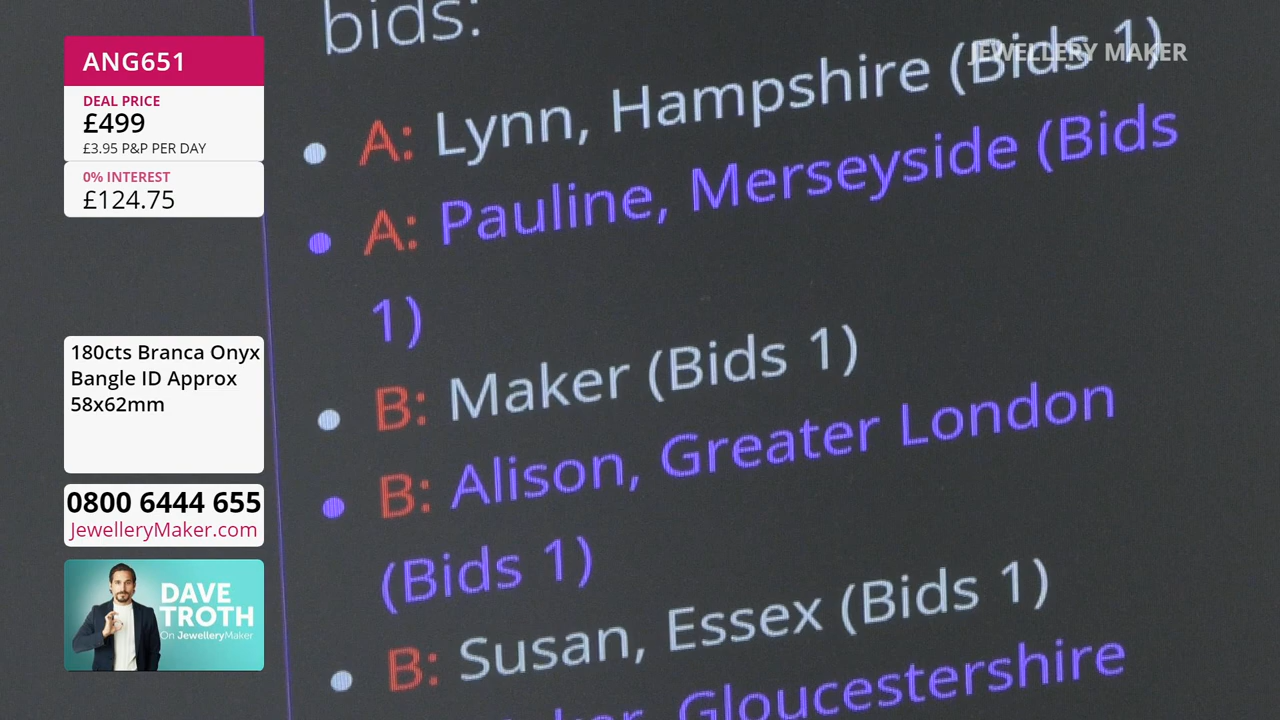 ANG651
DEAL PRICE
£499
£3.95 P&P PER DAY
0% INTEREST
£124.75
180cts Branca Onyx
Bangle ID Approx
58x62mm
0800 6444 655
JewelleryMaker.com
DAVE
TROTH
On JewelleryMaker
JEWELLERY MAKER
bids:
• A: Lynn, Hampshire (Bids 1)
• A: Pauline, Merseyside (Bids
1)
• B: Maker (Bids 1)
• B: Alison, Greater London
(Bids 1)
• B: Susan, Essex (Bids 1)
Gloucestershire